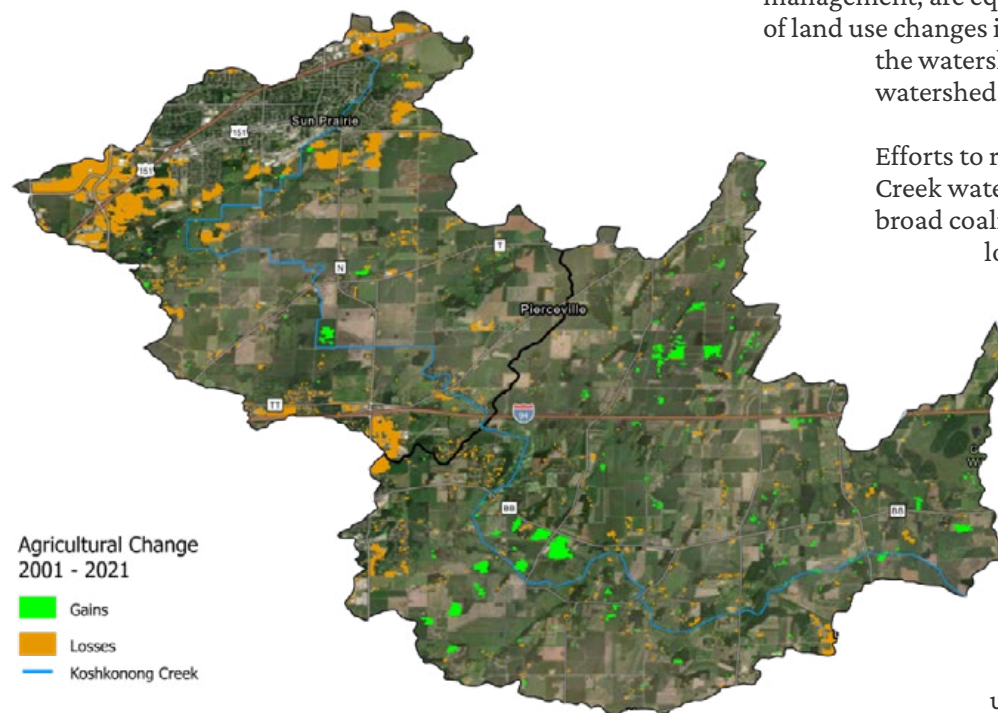 management, are equ
of land use changes i
the watersh
watershed
Efforts to r
Creek wate
broad coali
lo
Sun Prairie
151
151
T
N
Pierceville
TT
94
BB
BB
C
W
Agricultural Change
2001 - 2021
Gains
Losses
Koshkonong Creek
u